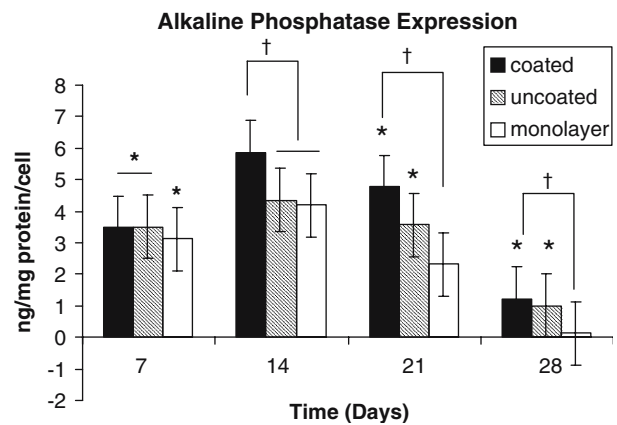 Alkaline Phosphatase Expression
coated
uncoated
monolayer
ng/mg protein/cell
8
7
6
5
4
3
2
1
0
-1
-2
* * † † * * † * *
7 14 21 28
Time (Days)